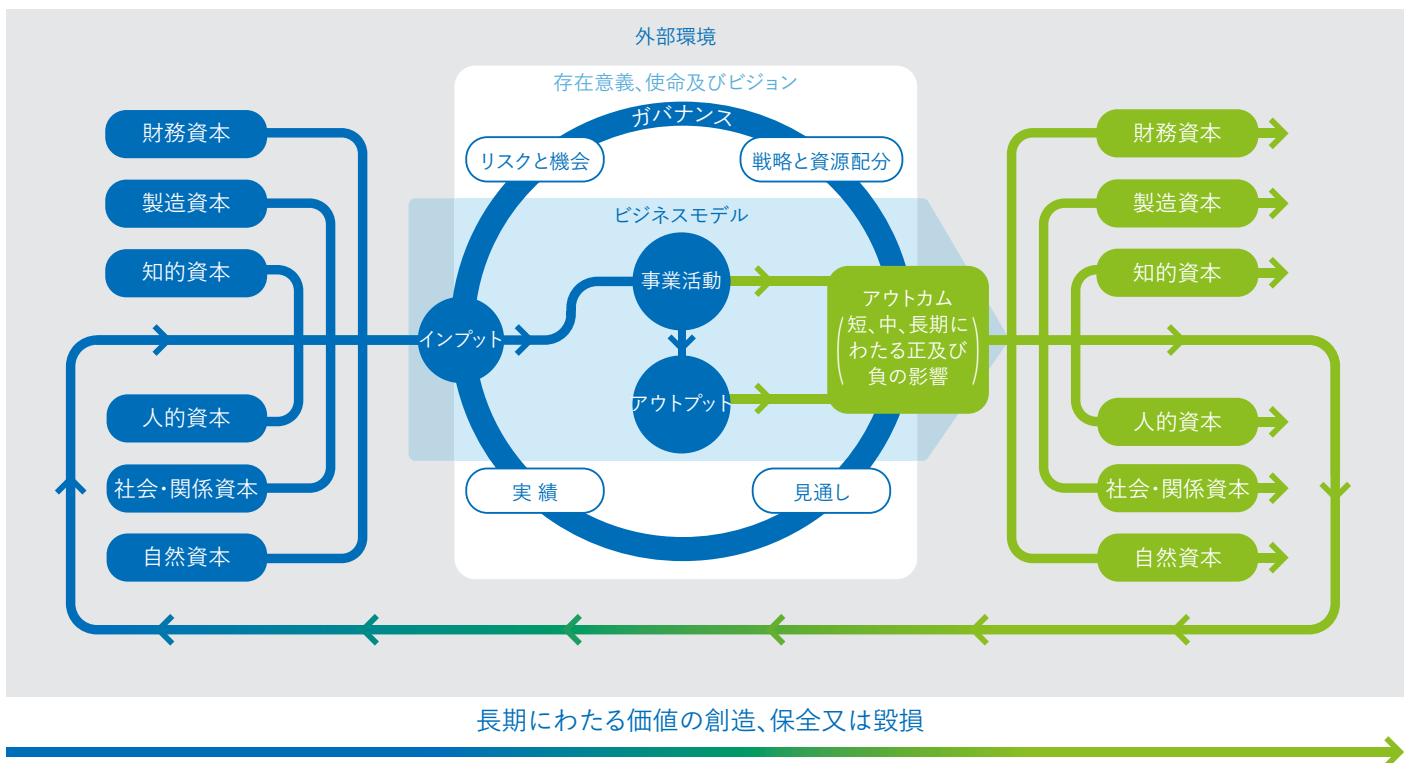 外部環境
存在意義、使命及びビジョン
ガバナンス
リスクと機会
戦略と資源配分
財務資本
製造資本
知的資本
人的資本
社会・関係資本
自然資本
ビジネスモデル
インプット
事業活動
アウトプット
アウトカム
(短、中、長期に
わたる正及び
負の影響)
実績
見通し
財務資本
製造資本
知的資本
人的資本
社会・関係資本
自然資本
長期にわたる価値の創造、保全又は毀損